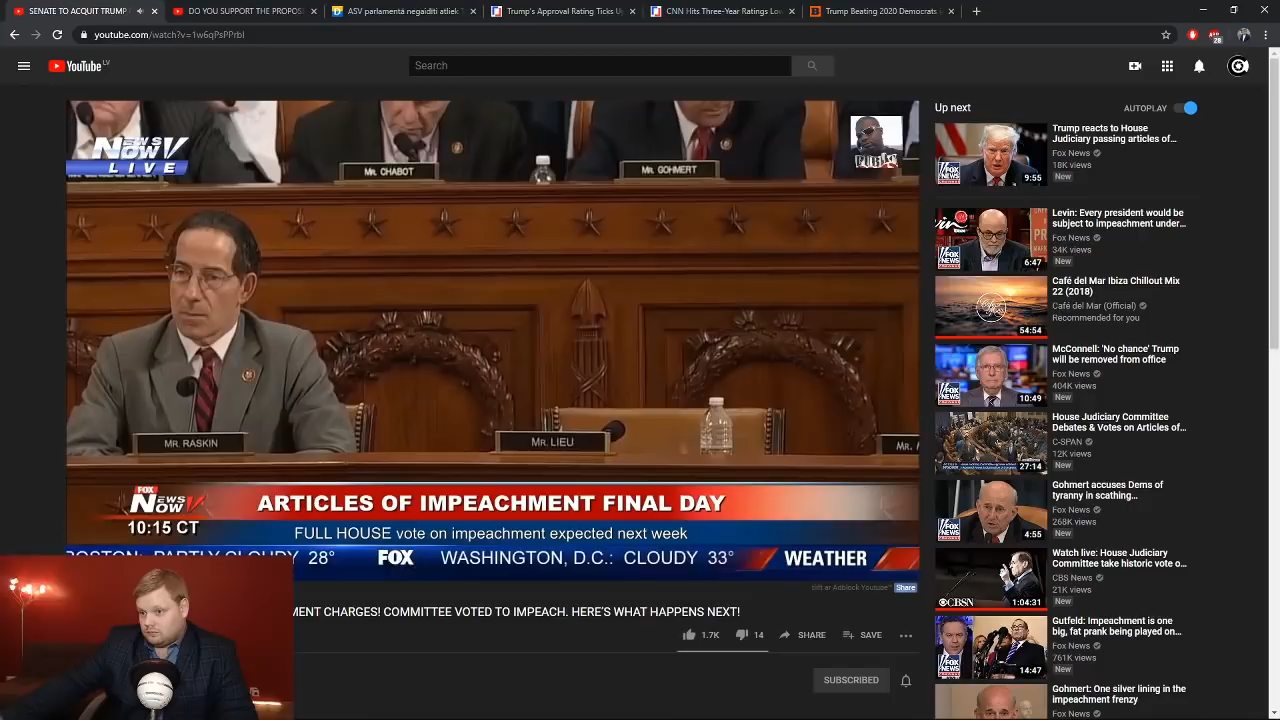 SENATE TO ACQUIT TRUMP
DO YOU SUPPORT THE PROPOS
ASV parlamentā negaidīti atliek
Trump's Approval Rating Tick Up
CNN Hits Three-Year Ratings Lo
Trump Beating 2020 Democrats
youtube.com/watch?v=1w6qPsPPrbI
28
YouTube LV
Search
NEWS
NOW
LIVE
MR. CHABOT
MR. GOHMERT
MR. RASKIN
MR. LIEU
FOX
NEWS
NOW
10:15 CT
ARTICLES OF IMPEACHMENT FINAL DAY
FULL HOUSE vote on impeachment expected next week
BOSTON: PARTLY CLOUDY 28° FOX WASHINGTON, D.C.: CLOUDY 33° WEATHER
Share
MENT CHARGES! COMMITTEE VOTED TO IMPEACH. HERE'S WHAT HAPPENS NEXT!
1.7K 14 SHARE SAVE
SUBSCRIBED
Up next
AUTOPLAY
Trump reacts to House
Judiciary passing articles of...
Fox News
18K views
New
9:55
Levin: Every president would be
subject to impeachment under...
Fox News
34K views
New
6:47
Café del Mar Ibiza Chillout Mix
22 (2018)
Café del Mar (Official)
Recommended for you
54:54
McConnell: 'No chance' Trump
will be removed from office
Fox News
404K views
New
10:49
House Judiciary Committee
Debates & Votes on Articles of...
C-SPAN
12K views
New
27:14
Gohmert accuses Dems of
tyranny in scathing...
Fox News
268K views
New
4:55
Watch live: House Judiciary
Committee take historic vote o...
CBS News
21K views
New
CBSN
1:04:31
Gutfeld: Impeachment is one
big, fat prank being played on...
Fox News
761K views
New
14:47
Gohmert: One silver lining in the
impeachment frenzy
Fox News